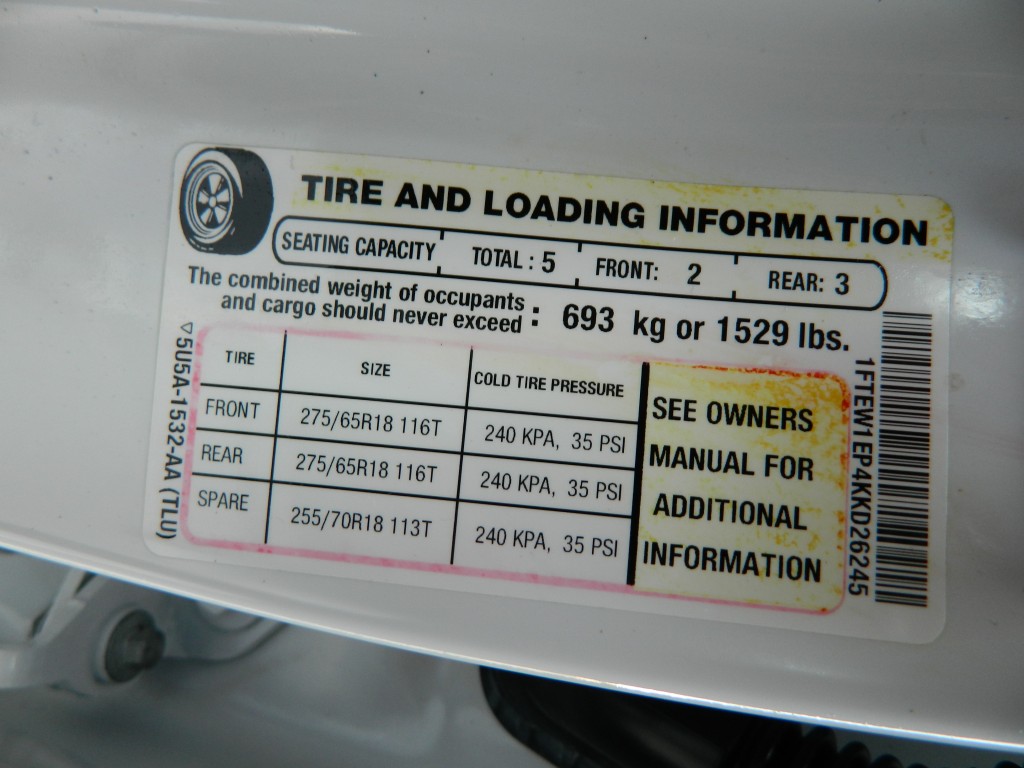 TIRE AND LOADING INFORMATION
SEATING CAPACITY TOTAL : 5 FRONT: 2 REAR: 3
The combined weight of occupants
and cargo should never exceed : 693 kg or 1529 lbs.
TIRE SIZE COLD TIRE PRESSURE
FRONT 275/65R18 116T 240 KPA, 35 PSI
REAR 275/65R18 116T 240 KPA, 35 PSI
SPARE 255/70R18 113T 240 KPA, 35 PSI
SEE OWNERS
MANUAL FOR
ADDITIONAL
INFORMATION
▽5U5A-1532-AA (TLU)
1FTEW1EP4KKD26245